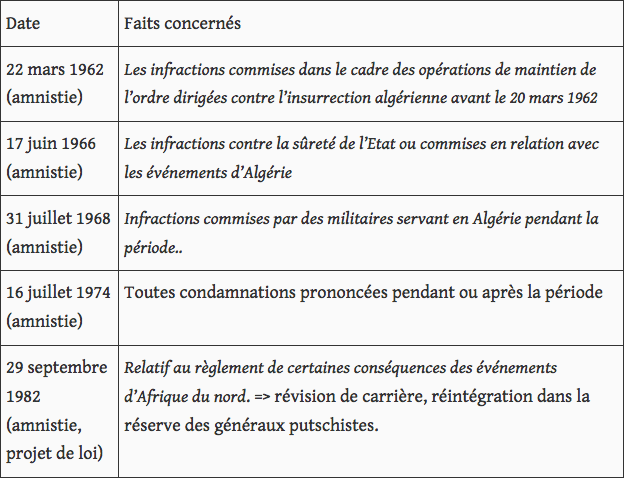 Date
Faits concernés
22 mars 1962
(amnistie)
Les infractions commises dans le cadre des opérations de maintien de
l’ordre dirigées contre l’insurrection algérienne avant le 20 mars 1962
17 juin 1966
(amnistie)
Les infractions contre la sûreté de l’Etat ou commises en relation avec
les événements d’Algérie
31 juillet 1968
(amnistie)
Infractions commises par des militaires servant en Algérie pendant la
période..
16 juillet 1974
(amnistie)
Toutes condamnations prononcées pendant ou après la période
29 septembre
1982
(amnistie,
projet de loi)
Relatif au règlement de certaines conséquences des événements
d’Afrique du nord. => révision de carrière, réintégration dans la
réserve des généraux putschistes.